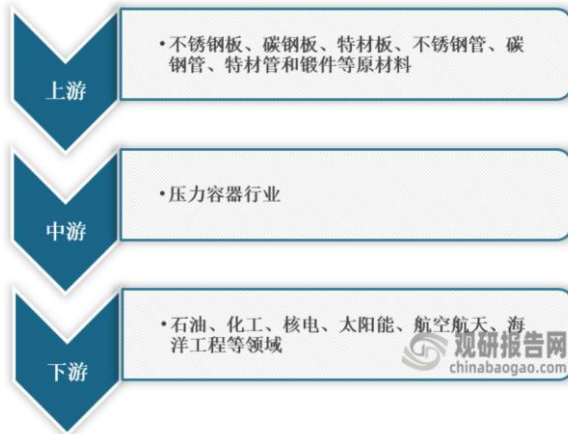 上游
•不锈钢板、碳钢板、特材板、不锈钢管、碳
钢管、特材管和锻件等原材料
中游
•压力容器行业
下游
•石油、化工、核电、太阳能、航空航天、海
洋工程等领域
观研报告网
chinabaogao.com